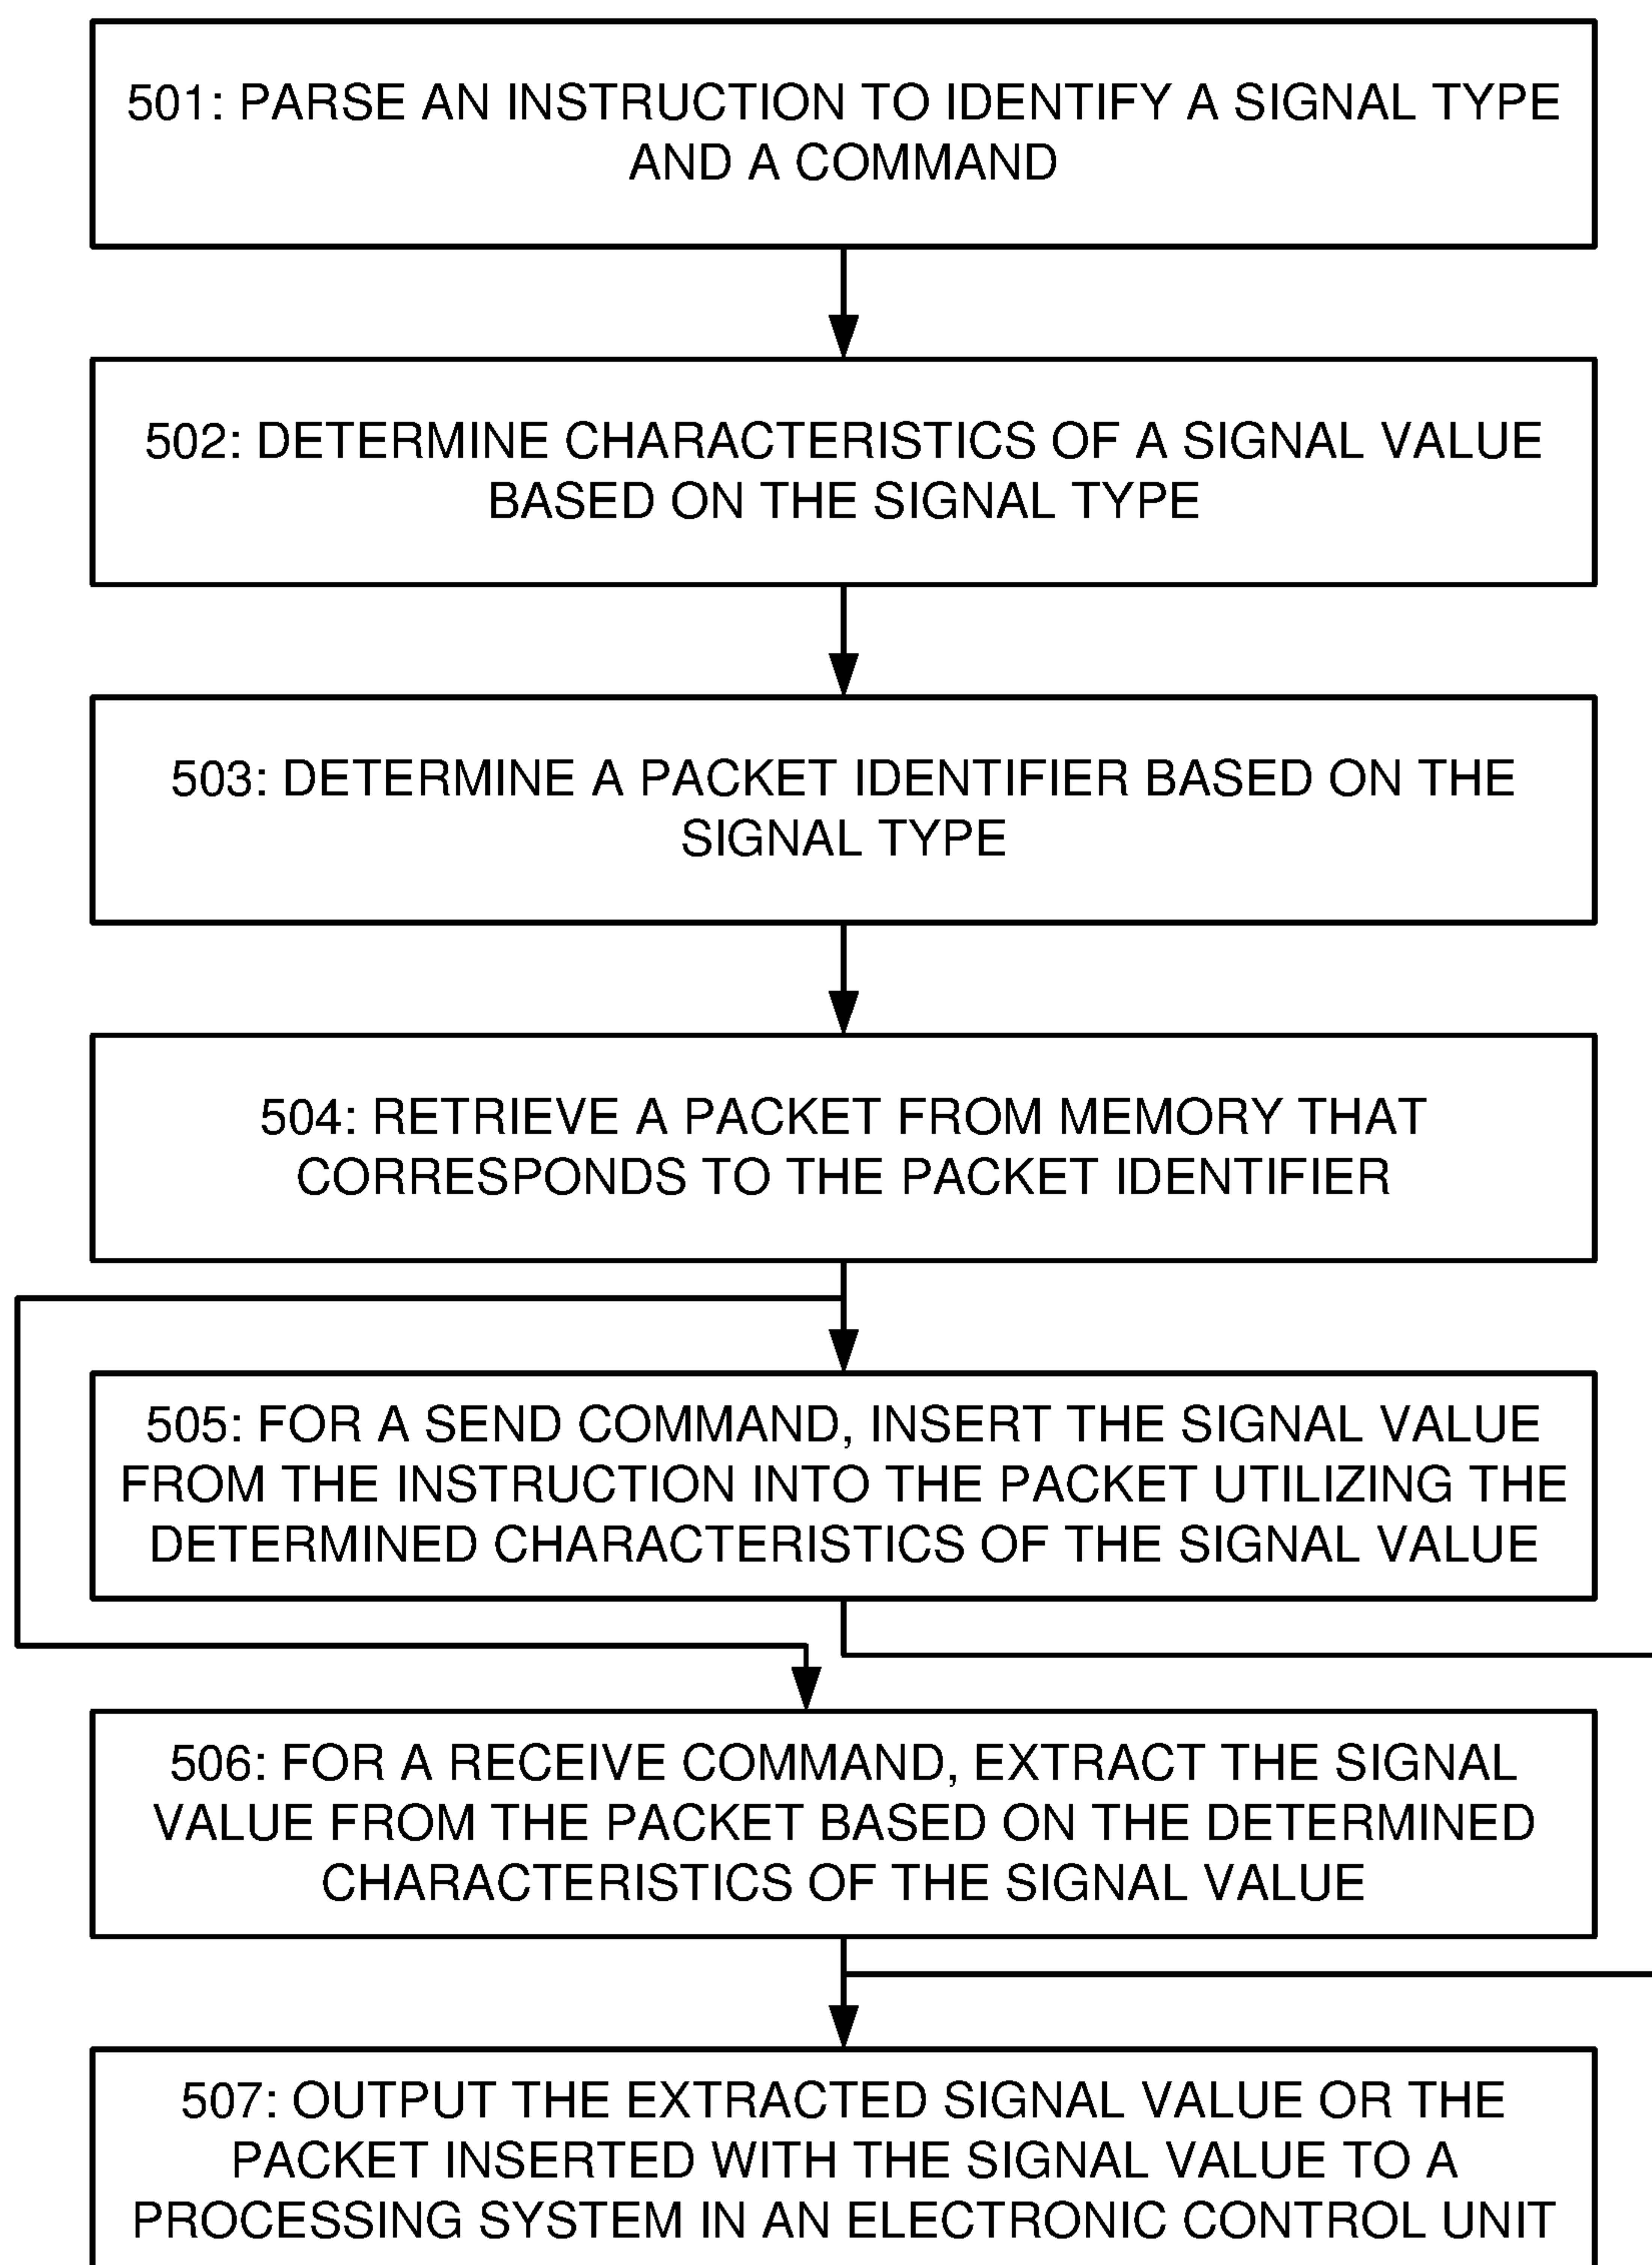 501: PARSE AN INSTRUCTION TO IDENTIFY A SIGNAL TYPE
AND A COMMAND
502: DETERMINE CHARACTERISTICS OF A SIGNAL VALUE
BASED ON THE SIGNAL TYPE
503: DETERMINE A PACKET IDENTIFIER BASED ON THE
SIGNAL TYPE
504: RETRIEVE A PACKET FROM MEMORY THAT
CORRESPONDS TO THE PACKET IDENTIFIER
505: FOR A SEND COMMAND, INSERT THE SIGNAL VALUE
FROM THE INSTRUCTION INTO THE PACKET UTILIZING THE
DETERMINED CHARACTERISTICS OF THE SIGNAL VALUE
506: FOR A RECEIVE COMMAND, EXTRACT THE SIGNAL
VALUE FROM THE PACKET BASED ON THE DETERMINED
CHARACTERISTICS OF THE SIGNAL VALUE
507: OUTPUT THE EXTRACTED SIGNAL VALUE OR THE
PACKET INSERTED WITH THE SIGNAL VALUE TO A
PROCESSING SYSTEM IN AN ELECTRONIC CONTROL UNIT